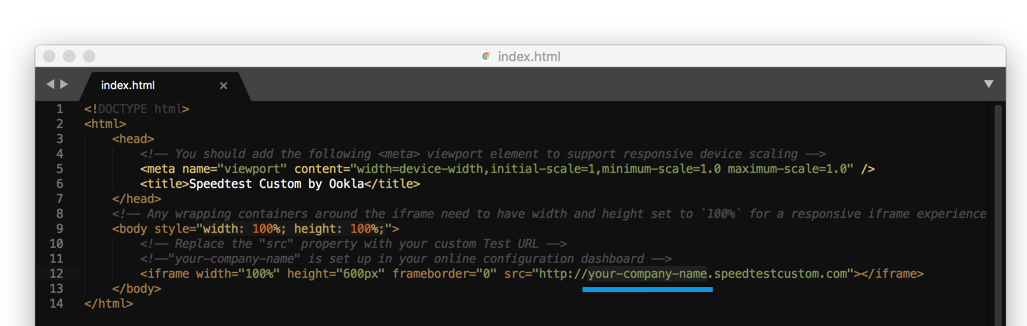 index.html
index.html ×
1 <!DOCTYPE html>
2 <html>
3 <head>
4 <!-- You should add the following <meta> viewport element to support responsive device scaling -->
5 <meta name="viewport" content="width=device-width,initial-scale=1,minimum-scale=1.0 maximum-scale=1.0" />
6 <title>Speedtest Custom by Ookla</title>
7 </head>
8 <!-- Any wrapping containers around the iframe need to have width and height set to `100%` for a responsive iframe experience
9 <body style="width: 100%; height: 100%;">
10 <!-- Replace the "src" property with your custom Test URL -->
11 <!--"your-company-name" is set up in your online configuration dashboard -->
12 <iframe width="100%" height="600px" frameborder="0" src="http://your-company-name.speedtestcustom.com"></iframe>
13 </body>
14 </html>